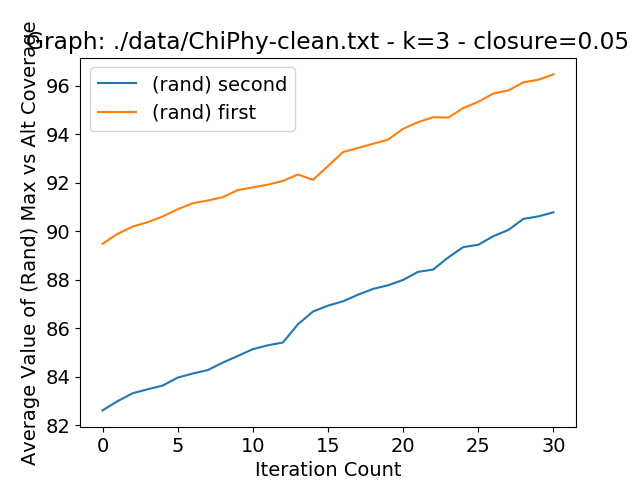 Graph: ./data/ChiPhy-clean.txt - k=3 - closure=0.05
Average Value of (Rand) Max vs Alt Coverage
(rand) second
(rand) first
96
94
92
90
88
86
84
82
0 5 10 15 20 25 30
Iteration Count